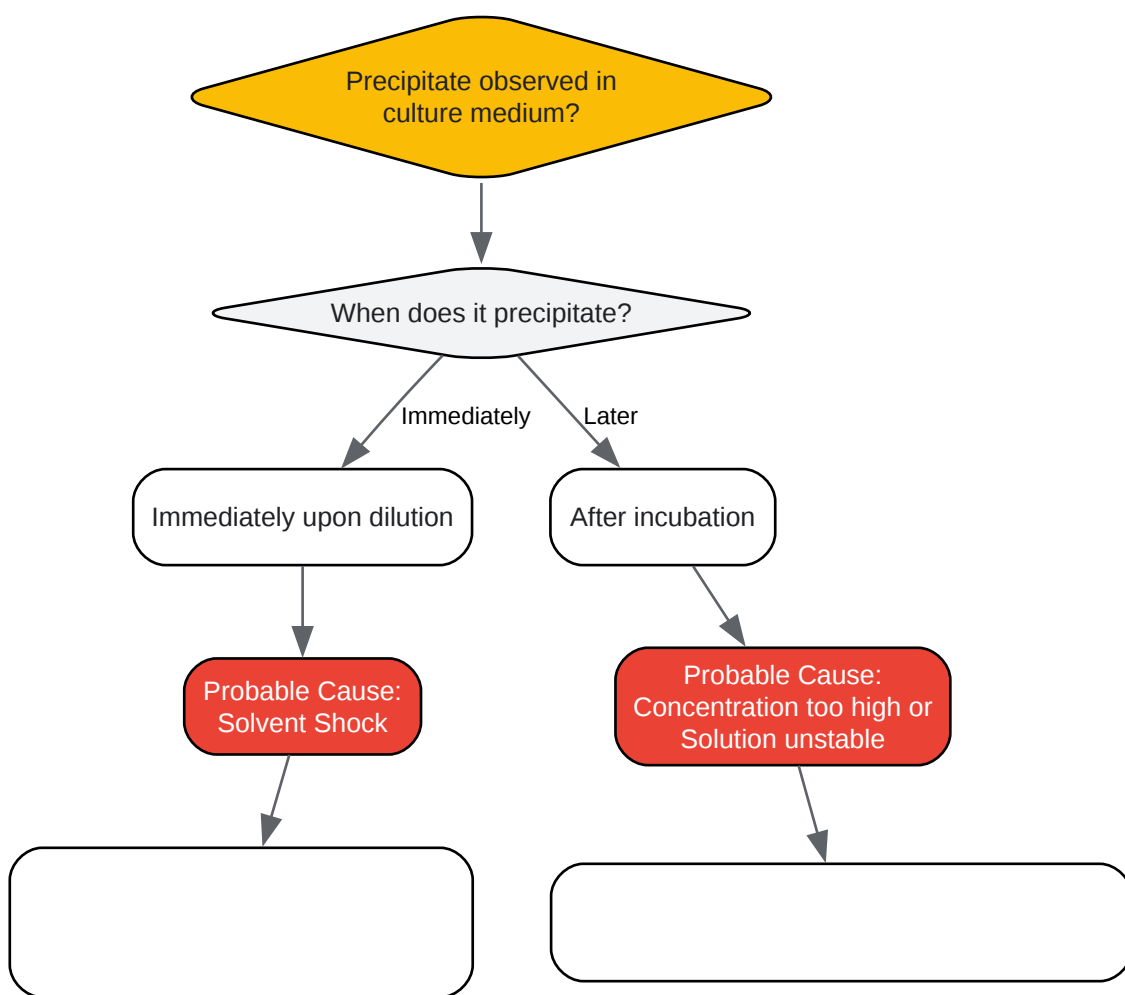 Precipitate observed in
culture medium?
When does it precipitate?
Immediately
Later
Immediately upon dilution
After incubation
Probable Cause:
Solvent Shock
Probable Cause:
Concentration too high or
Solution unstable